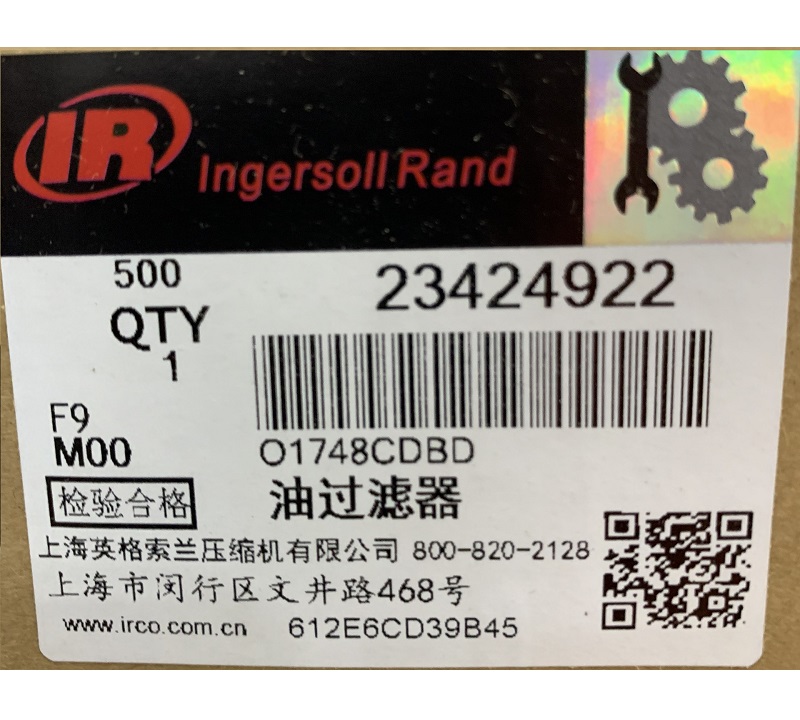 IR
Ingersoll Rand
500
23424922
QTY
1
F9
M00
O1748CDBD
检验合格
油过滤器
上海英格索兰压缩机有限公司 800-820-2128
上海市闵行区文井路468号
www.irco.com.cn 612E6CD39B45